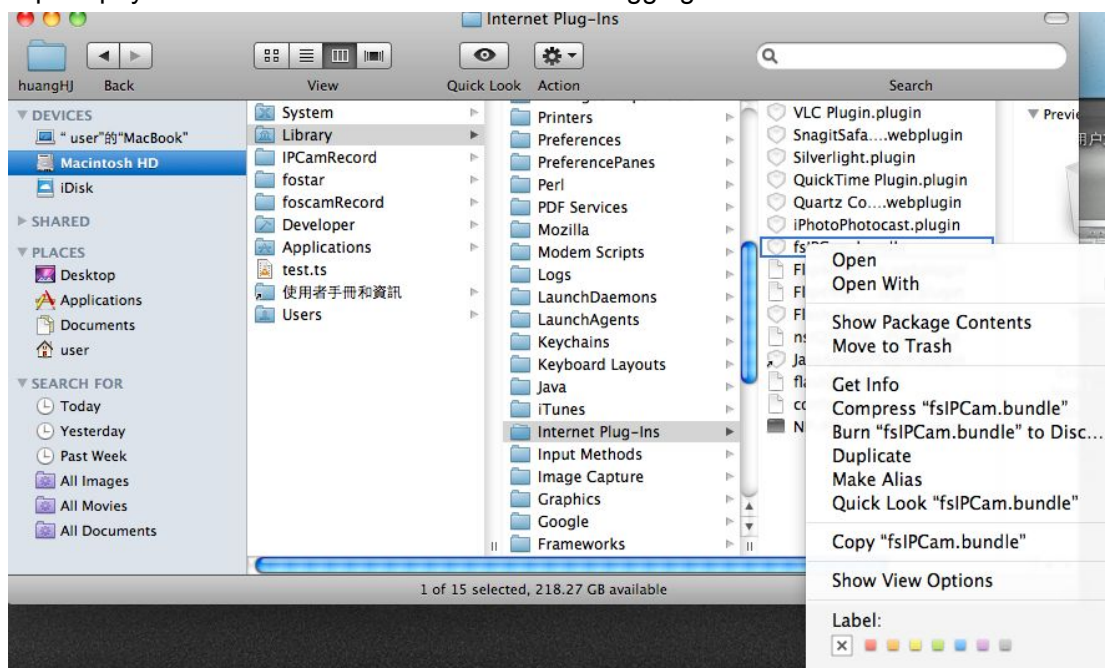 Internet Plug-Ins
huangHJ
Back
View
Quick Look
Action
Search
DEVICES
“ user”的“MacBook”
Macintosh HD
iDisk
SHARED
PLACES
Desktop
Applications
Documents
user
SEARCH FOR
Today
Yesterday
Past Week
All Images
All Movies
All Documents
System
Library
IPCamRecord
fostar
foscamRecord
Developer
Applications
test.ts
使用者手冊和資訊
Users
Printers
Preferences
PreferencePanes
Perl
PDF Services
Mozilla
Modem Scripts
Logs
LaunchDaemons
LaunchAgents
Keychains
Keyboard Layouts
Java
iTunes
Internet Plug-Ins
Input Methods
Image Capture
Graphics
Google
Frameworks
VLC Plugin.plugin
SnagitSafa....webplugin
Silverlight.plugin
QuickTime Plugin.plugin
Quartz Co....webplugin
iPhotoPhotocast.plugin
Open
Open With
Show Package Contents
Move to Trash
Get Info
Compress “fsIPCam.bundle”
Burn “fsIPCam.bundle” to Disc...
Duplicate
Make Alias
Quick Look “fsIPCam.bundle”
Copy “fsIPCam.bundle”
Show View Options
Label:
1 of 15 selected, 218.27 GB available